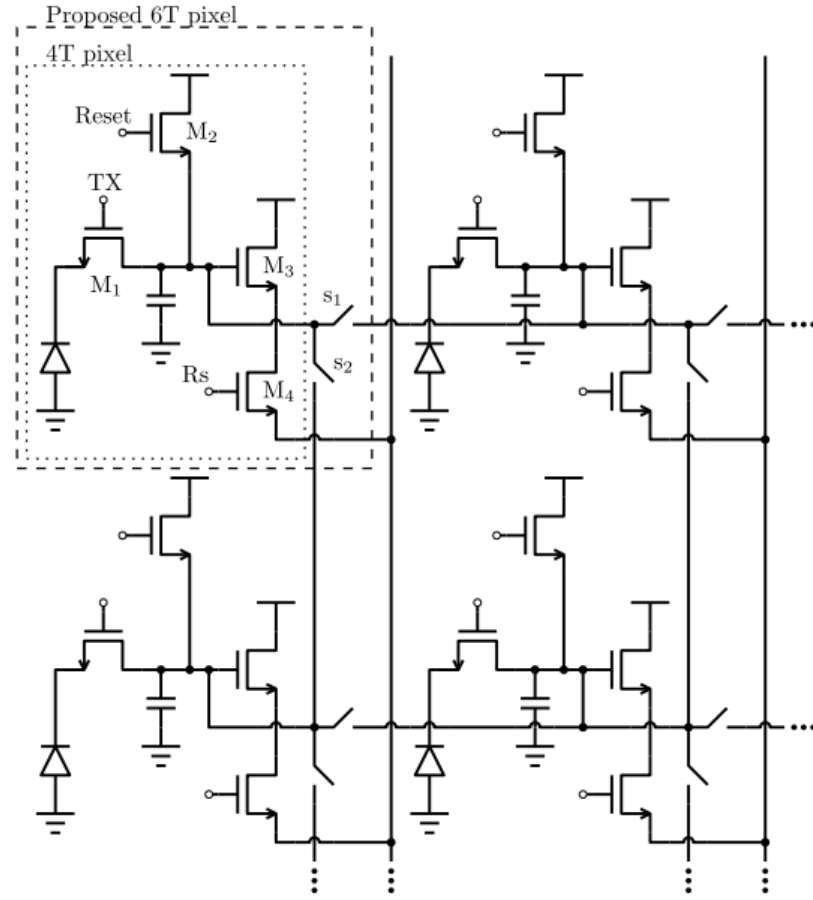 Proposed 6T pixel
4T pixel
Reset
M2
TX
M3
M1
s1
s2
Rs
M4